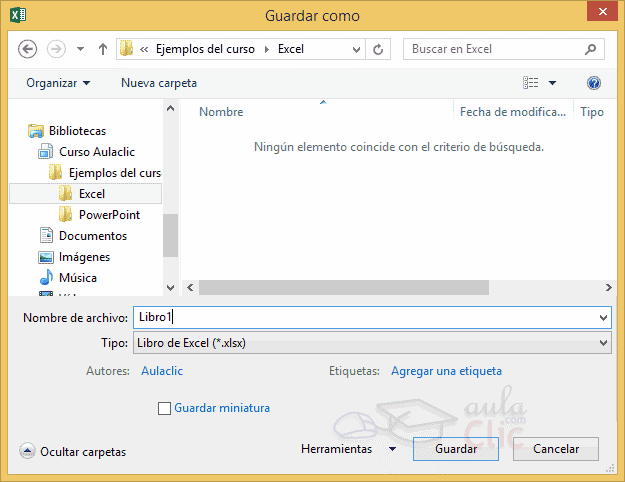 Guardar como
« Ejemplos del curso Excel
Buscar en Excel
Organizar
Nueva carpeta
Nombre
Fecha de modifica...
Tipo
Ningún elemento coincide con el criterio de búsqueda.
Bibliotecas
Curso Aulaclic
Ejemplos del curs
Excel
PowerPoint
Documentos
Imágenes
Música
Nombre de archivo: Libro1
Tipo: Libro de Excel (*.xlsx)
Autores: Aulaclic
Etiquetas: Agregar una etiqueta
Guardar miniatura
aula
.com
Clic
Ocultar carpetas
Herramientas
Guardar
Cancelar